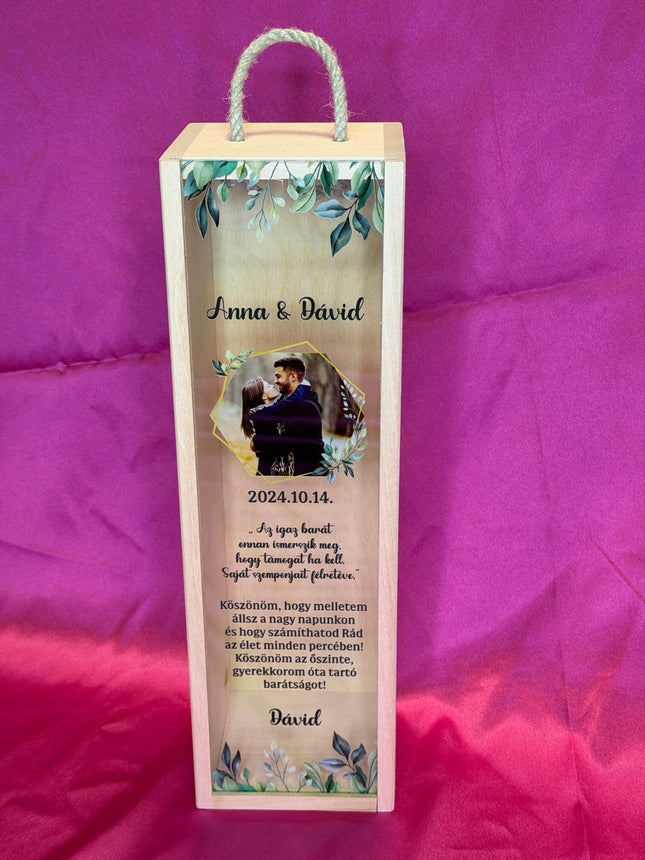 Anna & Dávid
2024.10.14.
„Az igaz barát
onnan ismerszik meg,
hogy támogat ha kell.
Saját szemponjait félretéve."
Köszönöm, hogy melletem
állsz a nagy napunkon
és hogy számíthatod Rád
az élet minden percében!
Köszönöm az őszinte,
gyerekkorom óta tartó
barátságot!
Dávid